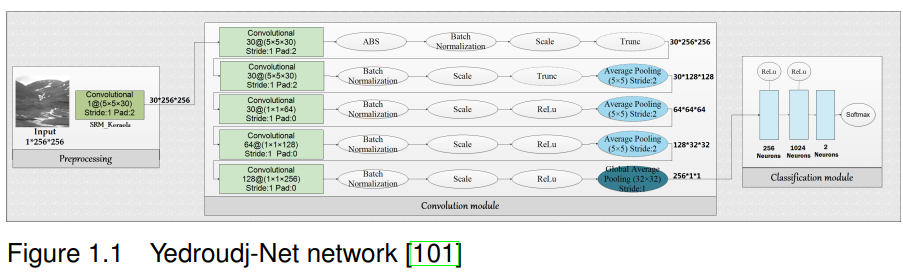 Convolutional
30@(5×5×30)
Stride:1 Pad:2
ABS
Batch
Normalization
Scale
Trunc
30*256*256
Convolutional
30@(5×5×30)
Stride:1 Pad:2
Batch
Normalization
Scale
Trunc
Average Pooling
(5×5) Stride:2
30*128*128
Input
1*256*256
Convolutional
1@(5×5×30)
Stride:1 Pad:2
SRM_Keraola
30*256*256
Preprocessing
Convolutional
30@(1×1×64)
Stride:1 Pad:0
Batch
Normalization
Scale
ReLu
Average Pooling
(5×5) Stride:2
64*64*64
Convolutional
64@(1×1×128)
Stride:1 Pad:0
Batch
Normalization
Scale
ReLu
Average Pooling
(5×5) Stride:2
128*32*32
Convolutional
128@(1×1×256)
Stride:1 Pad:0
Batch
Normalization
Scale
ReLu
Global Average
Pooling (32×32)
Stride:1
256*1*1
Convolution module
ReLu
ReLu
Softmax
256
Neurons
1024
Neurons
2
Neurons
Classification module
Figure 1.1 Yedroudj-Net network [101]